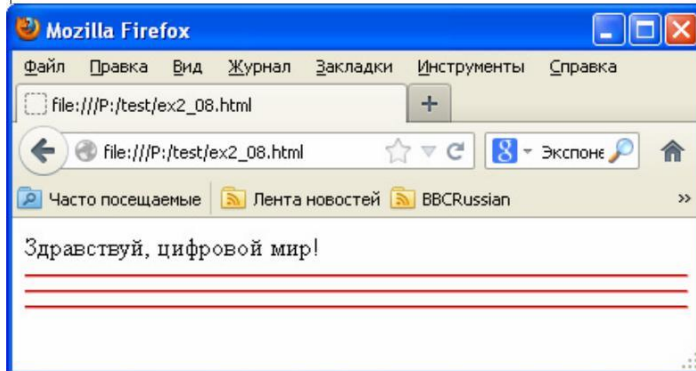 Mozilla Firefox
Файл Правка Вид Журнал Закладки Инструменты Справка
file:///P:/test/ex2_08.html
file:///P:/test/ex2_08.html Экспоне
Часто посещаемые Лента новостей BBCRussian
Здравствуй, цифровой мир!